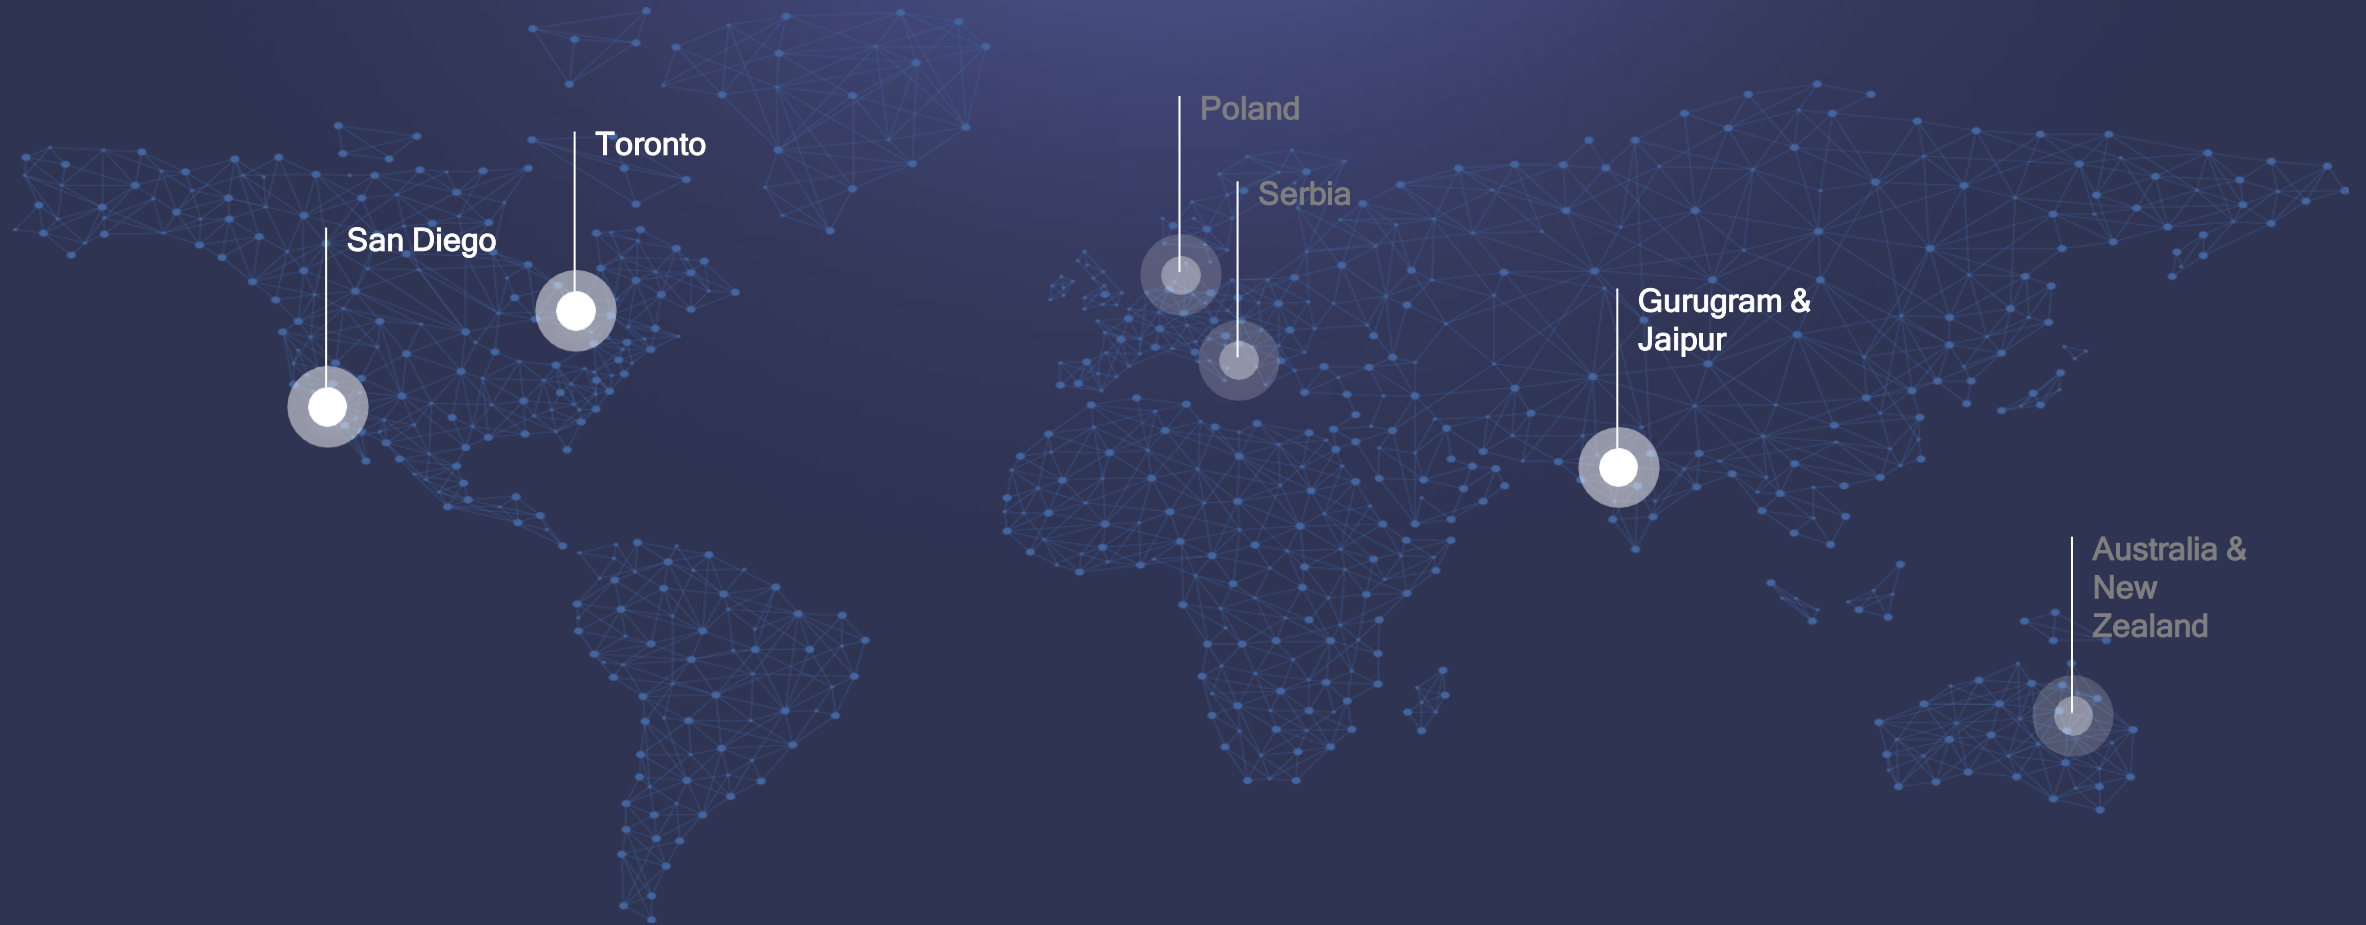 Poland
Toronto
Serbia
San Diego
Gurugram &
Jaipur
Australia &
New
Zealand